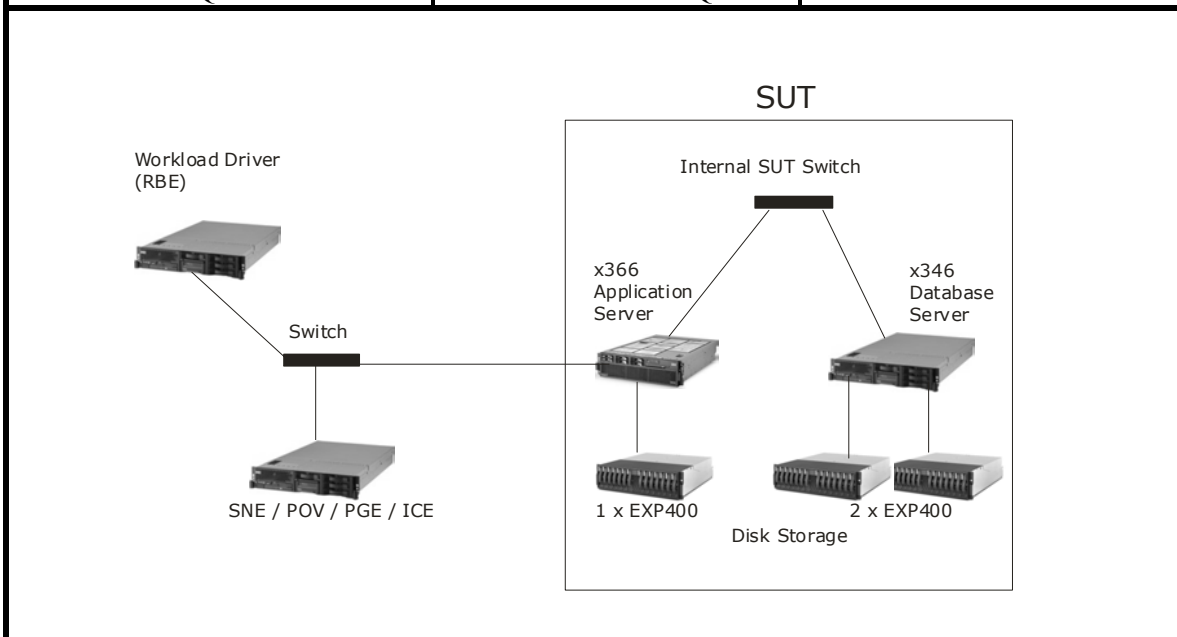 SUT
Workload Driver
(RBE)
Internal SUT Switch
x366
Application
Server
x346
Database
Server
Switch
SNE / POV / PGE / ICE
1 x EXP400
2 x EXP400
Disk Storage